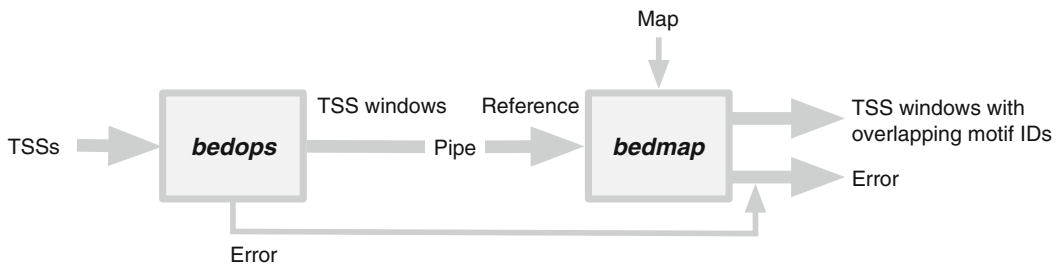 Map
TSS windows
Reference
TSSs
bedops
Pipe
bedmap
TSS windows with
overlapping motif IDs
Error
Error